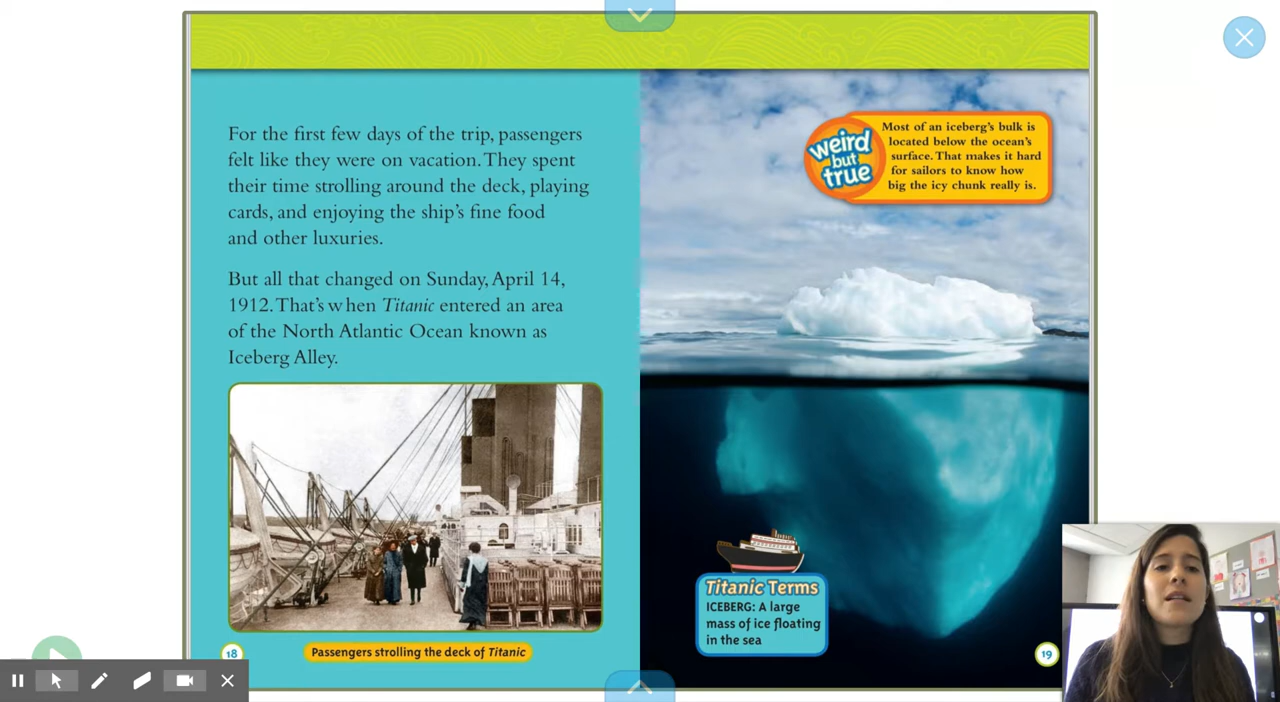 For the first few days of the trip, passengers
felt like they were on vacation. They spent
their time strolling around the deck, playing
cards, and enjoying the ship's fine food
and other luxuries.
But all that changed on Sunday, April 14,
1912. That's w hen Titanic entered an area
of the North Atlantic Ocean known as
Iceberg Alley.
18
Passengers strolling the deck of Titanic
weird
but
true
Most of an iceberg's bulk is
located below the ocean's
surface. That makes it hard
for sailors to know how
big the icy chunk really is.
Titanic Terms
ICEBERG: A large
mass of ice floating
in the sea
19